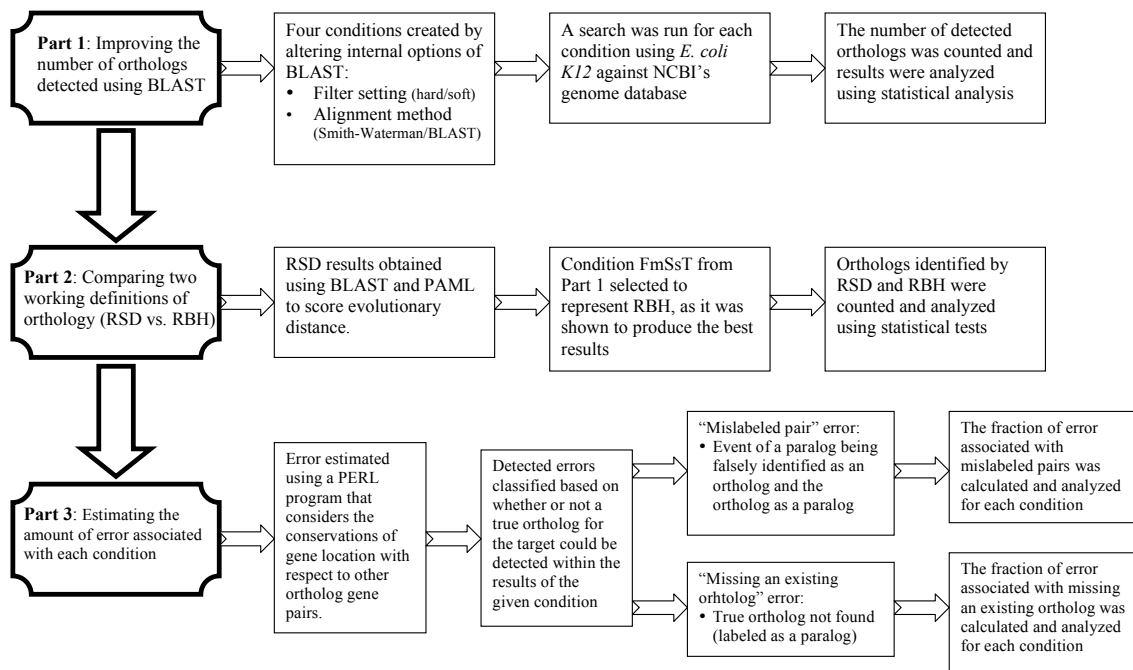 Part 1: Improving the
number of orthologs
detected using BLAST
Four conditions created by
altering internal options of
BLAST:
• Filter setting (hard/soft)
• Alignment method
(Smith-Waterman/BLAST)
A search was run for each
condition using E. coli
K12 against NCBI's
genome database
The number of detected
orthologs was counted and
results were analyzed
using statistical analysis
Part 2: Comparing two
working definitions of
orthology (RSD vs. RBH)
RSD results obtained
using BLAST and PAML
to score evolutionary
distance.
Condition FmSsT from
Part 1 selected to
represent RBH, as it was
shown to produce the best
results
Orthologs identified by
RSD and RBH were
counted and analyzed
using statistical tests
Part 3: Estimating the
amount of error associated
with each condition
Error estimated
using a PERL
program that
considers the
conservations of
gene location with
respect to other
ortholog gene
pairs.
Detected errors
classified based on
whether or not a
true ortholog for
the target could be
detected within the
results of the
given condition
“Mislabeled pair” error:
• Event of a paralog being
falsely identified as an
ortholog and the
ortholog as a paralog
The fraction of error
associated with
mislabeled pairs was
calculated and analyzed
for each condition
“Missing an existing
orhtolog” error:
• True ortholog not found
(labeled as a paralog)
The fraction of error
associated with missing
an existing ortholog was
calculated and analyzed
for each condition